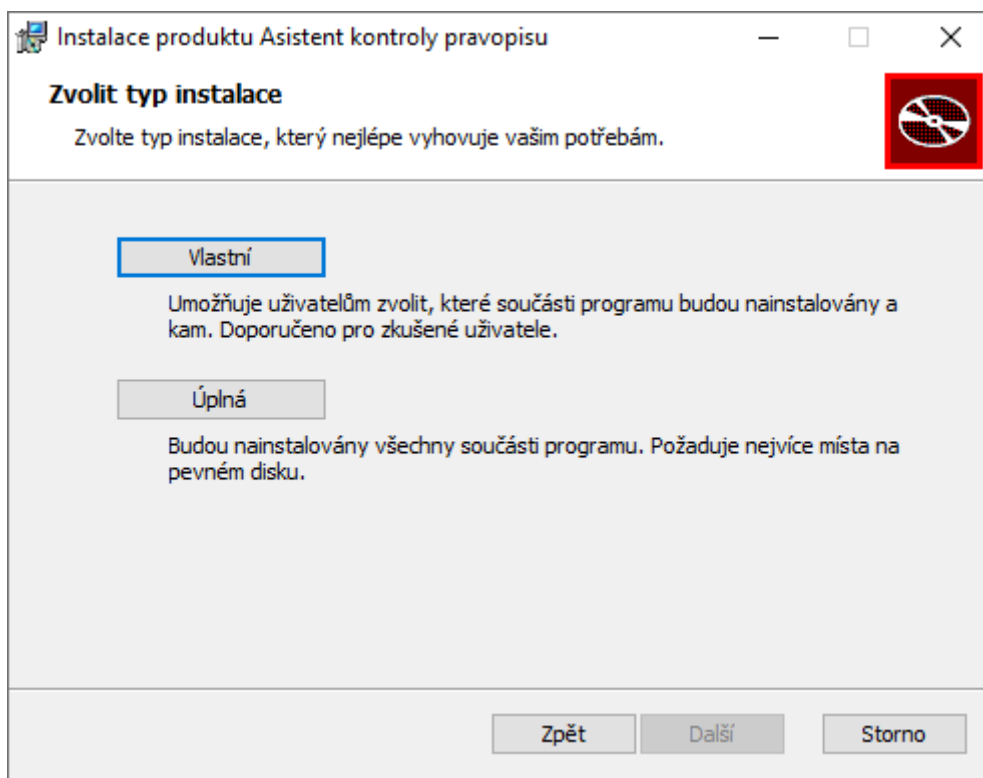 Instalace produktu Asistent kontroly pravopisu
Zvolit typ instalace
Zvolte typ instalace, který nejlépe vyhovuje vašim potřebám.
Vlastní
Umožňuje uživatelům zvolit, které součásti programu budou nainstalovány a
kam. Doporučeno pro zkušené uživatele.
Úplná
Budou nainstalovány všechny součásti programu. Požaduje nejvíce místa na
pevném disku.
Zpět
Další
Storno